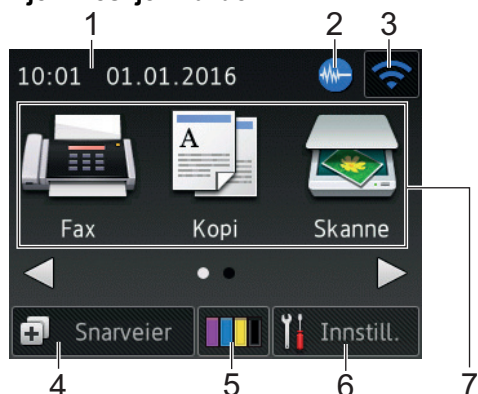 1 2 3
10:01 01.01.2016
A
Fax Kopi Skanne
Snarveier Innstill.
4 5 6 7